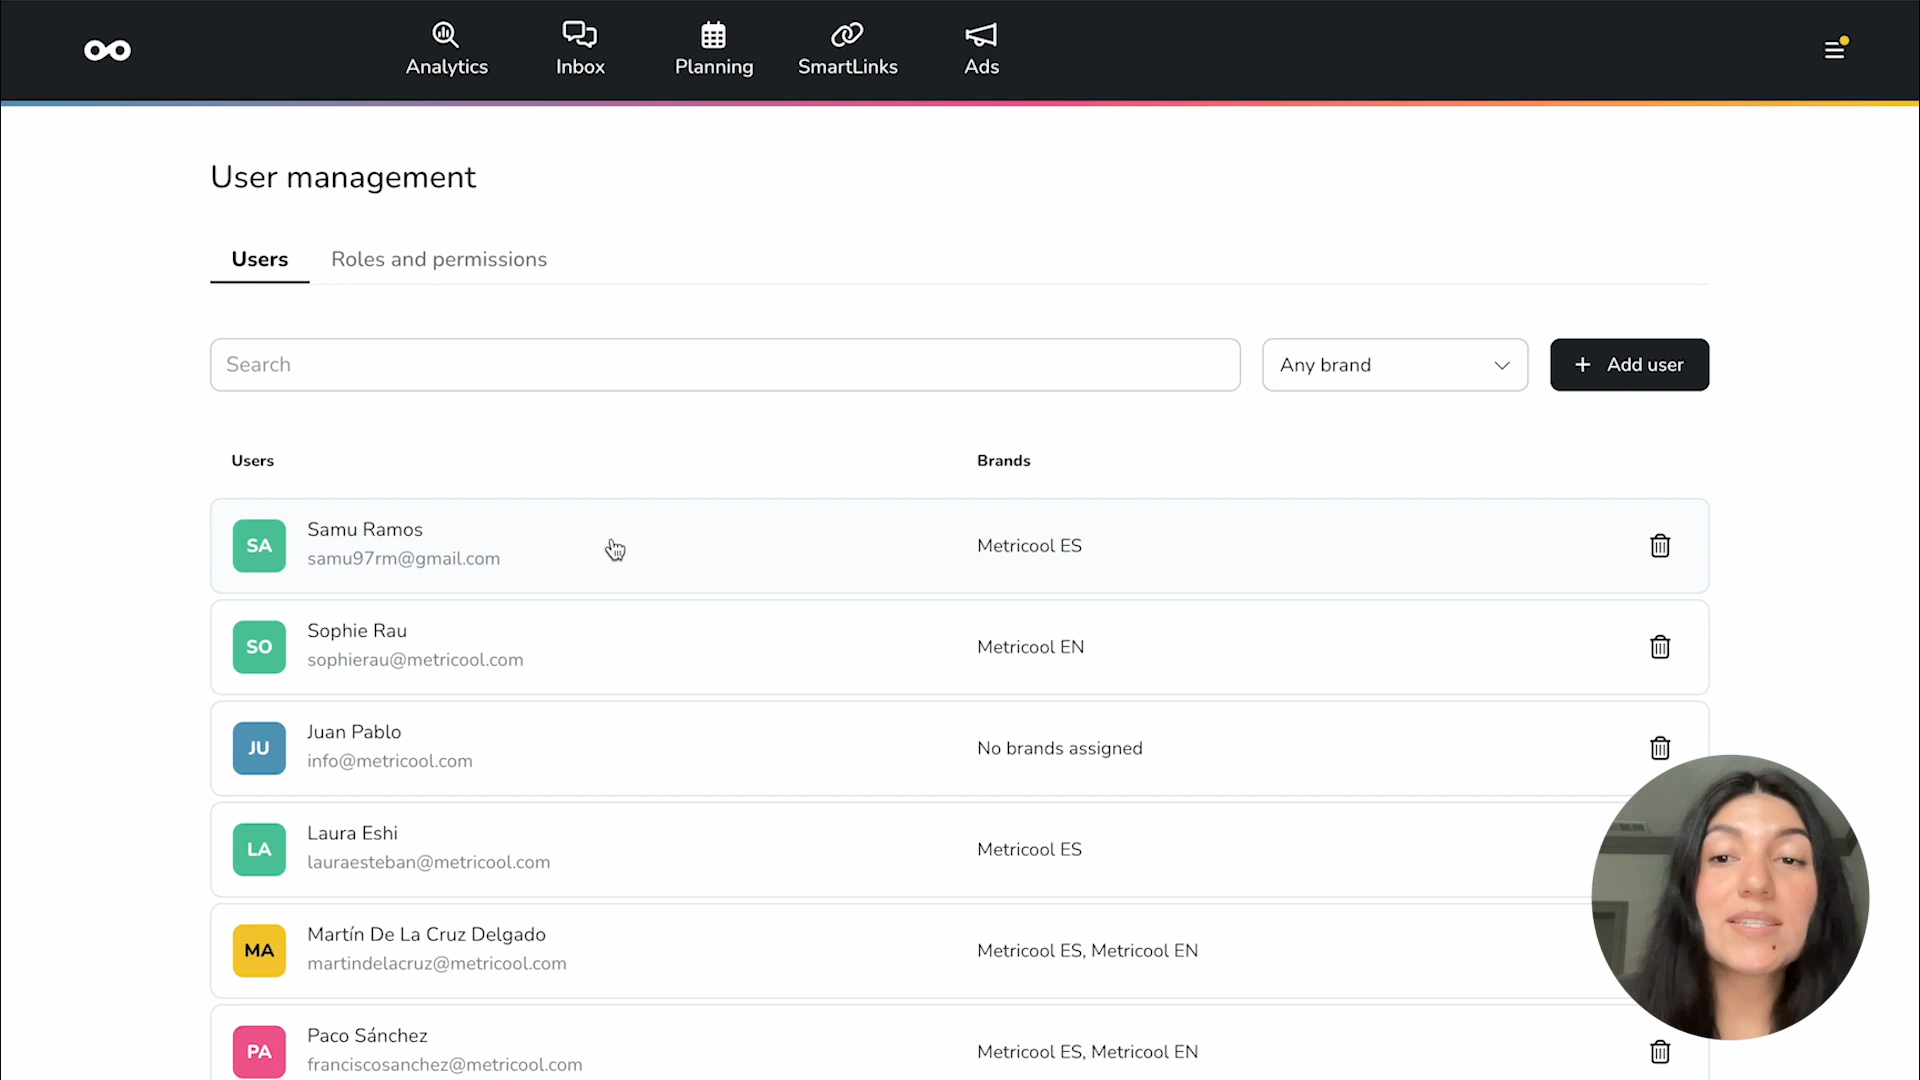 Analytics
Inbox
Planning
SmartLinks
Ads
User management
Users
Roles and permissions
Search
Any brand
+ Add user
Users
Brands
SA
Samu Ramos
samu97rm@gmail.com
Metricool ES
SO
Sophie Rau
sophierau@metricool.com
Metricool EN
JU
Juan Pablo
info@metricool.com
No brands assigned
LA
Laura Eshi
lauraesteban@metricool.com
Metricool ES
MA
Martín De La Cruz Delgado
martindelacruz@metricool.com
Metricool ES, Metricool EN
PA
Paco Sánchez
franciscosanchez@metricool.com
Metricool ES, Metricool EN